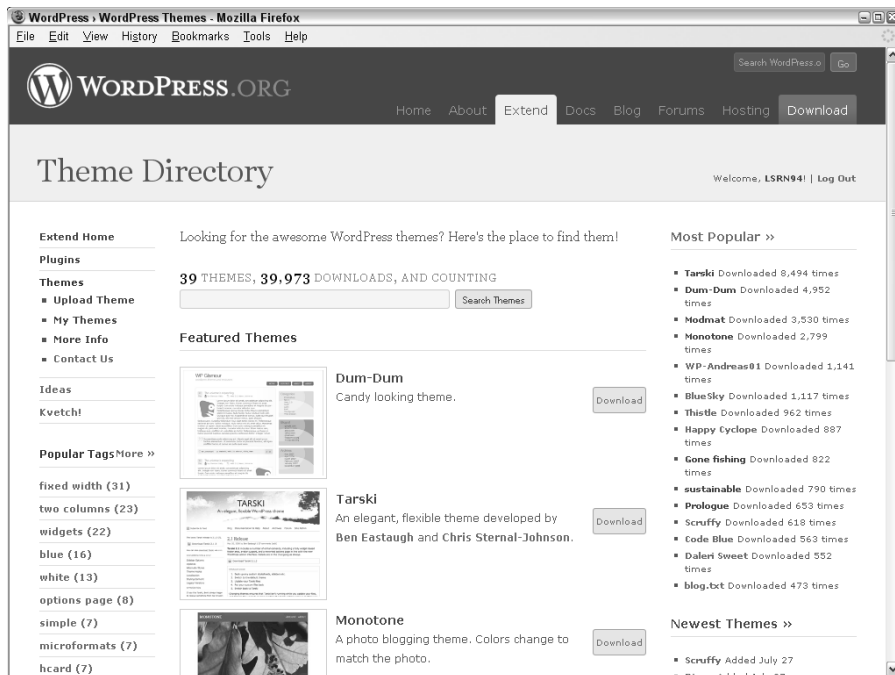 WordPress › WordPress Themes - Mozilla Firefox
File Edit View History Bookmarks Tools Help
Search WordPress.o Go
WORDPRESS.ORG
Home About Extend Docs Blog Forums Hosting Download
Theme Directory
Welcome, LSRN94! | Log Out
Extend Home
Plugins
Themes
Upload Theme
My Themes
More Info
Contact Us
Ideas
Kvetch!
Popular Tags More »
fixed width (31)
two columns (23)
widgets (22)
blue (16)
white (13)
options page (8)
simple (7)
microformats (7)
hcard (7)
Looking for the awesome WordPress themes? Here's the place to find them!
39 THEMES, 39,973 DOWNLOADS, AND COUNTING
Search Themes
Featured Themes
Dum-Dum
Candy looking theme.
Download
TARSKI
Tarski
An elegant, flexible theme developed by
Ben Eastaugh and Chris Sternal-Johnson.
Download
Monotone
A photo blogging theme. Colors change to
match the photo.
Download
Most Popular »
Tarski Downloaded 8,494 times
Dum-Dum Downloaded 4,952
times
Modmat Downloaded 3,530 times
Monotone Downloaded 2,799
times
WP-Andreas01 Downloaded 1,141
times
BlueSky Downloaded 1,117 times
Thistle Downloaded 962 times
Happy Cyclope Downloaded 887
times
Gone fishing Downloaded 822
times
sustainable Downloaded 790 times
Prologue Downloaded 653 times
Scruffy Downloaded 618 times
Code Blue Downloaded 563 times
Daleri Sweet Downloaded 552
times
blog.txt Downloaded 473 times
Newest Themes »
Scruffy Added July 27